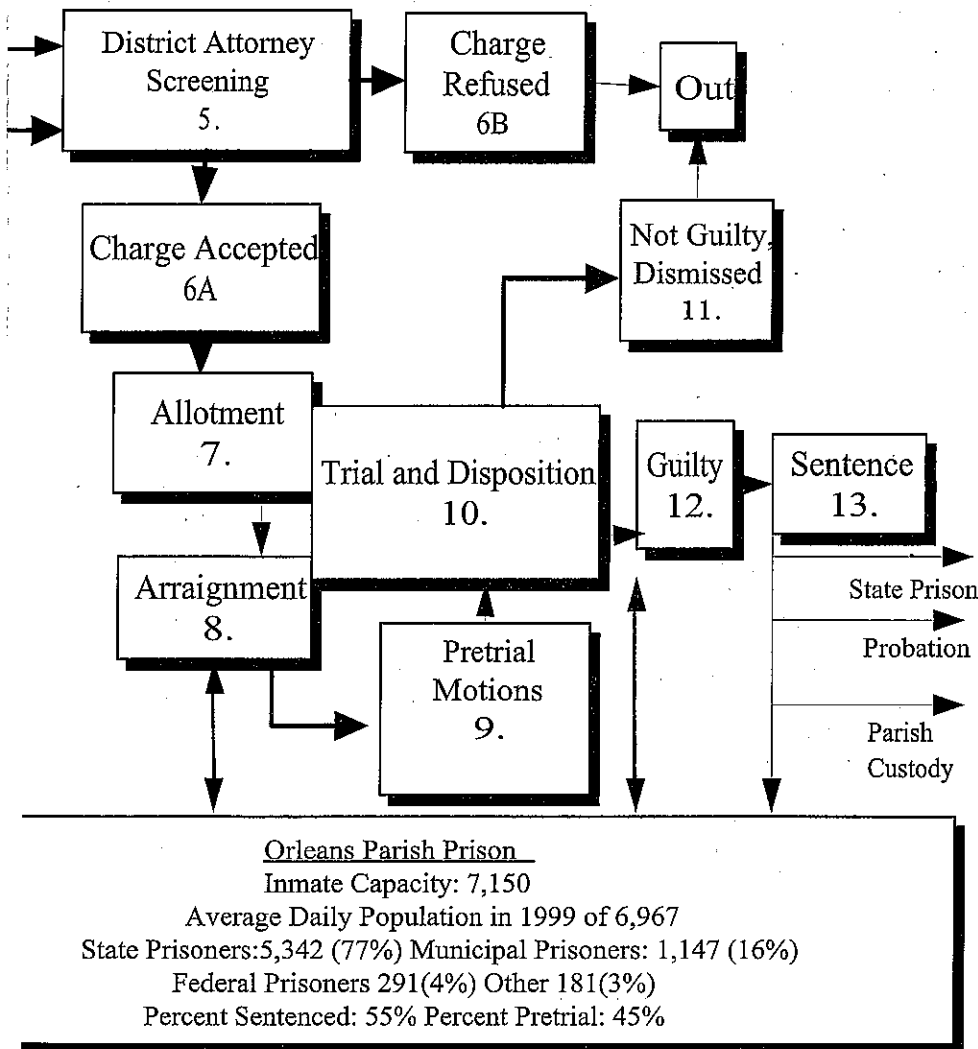 District Attorney
Screening
5.
Charge
Refused
6B
Out
Charge Accepted
6A
Not Guilty,
Dismissed
11.
Allotment
7.
Trial and Disposition
10.
Guilty
12.
Sentence
13.
Arraignment
8.
Pretrial
Motions
9.
State Prison
Probation
Parish
Custody
Orleans Parish Prison
Inmate Capacity: 7,150
Average Daily Population in 1999 of 6,967
State Prisoners:5,342 (77%) Municipal Prisoners: 1,147 (16%)
Federal Prisoners 291(4%) Other 181(3%)
Percent Sentenced: 55% Percent Pretrial: 45%